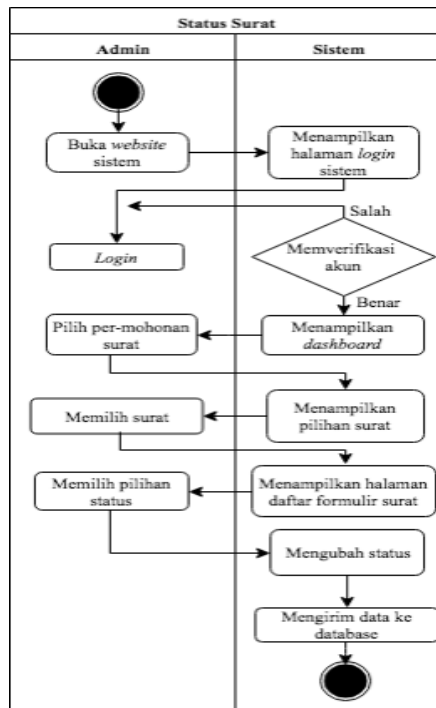 Status Surat
Admin
Sistem
Buka website
sistem
Menampilkan
halaman login
sistem
Salah
Login
Memverifikasi
akun
Benar
Pilih per-mohonan
surat
Menampilkan
dashboard
Memilih surat
Menampilkan
pilihan surat
Memilih pilihan
status
Menampilkan halaman
daftar formulir surat
Mengubah status
Mengirim data ke
database